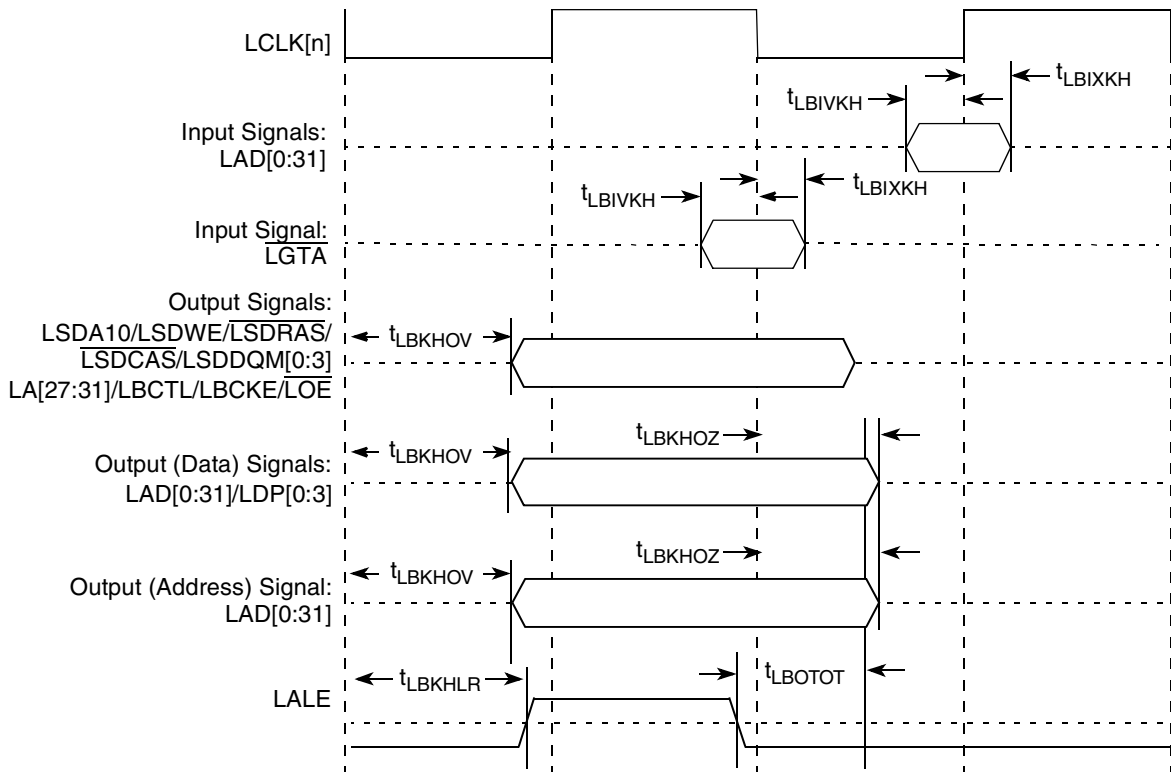 LCLK[n]
tLBIXKH
tLBIVKH
Input Signals:
LAD[0:31]
tLBIXKH
tLBIVKH
Input Signal:
LGTA
Output Signals:
LSDA10/LSDWE/LSDRAS/
LSDCAS/LSDDQM[0:3]
LA[27:31]/LBCTL/LBCKE/LOE
tLBKHOV
tLBKHOZ
tLBKHOV
Output (Data) Signals:
LAD[0:31]/LDP[0:3]
tLBKHOZ
tLBKHOV
Output (Address) Signal:
LAD[0:31]
tLBKHLR
tLBOTOT
LALE